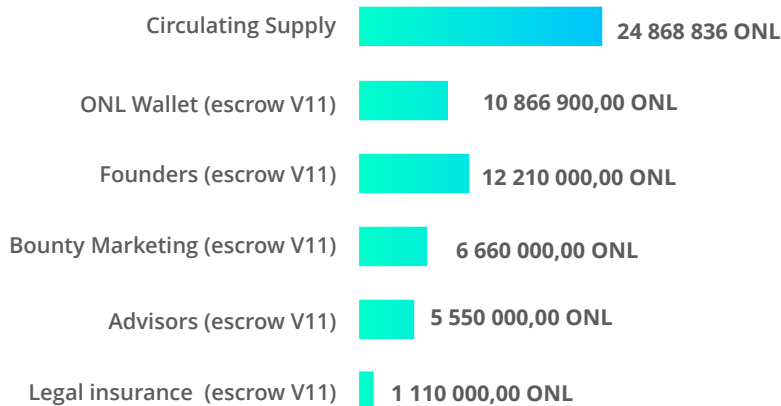 Circulating Supply 24 868 836 ONL
ONL Wallet (escrow V11) 10 866 900,00 ONL
Founders (escrow V11) 12 210 000,00 ONL
Bounty Marketing (escrow V11) 6 660 000,00 ONL
Advisors (escrow V11) 5 550 000,00 ONL
Legal insurance (escrow V11) 1 110 000,00 ONL